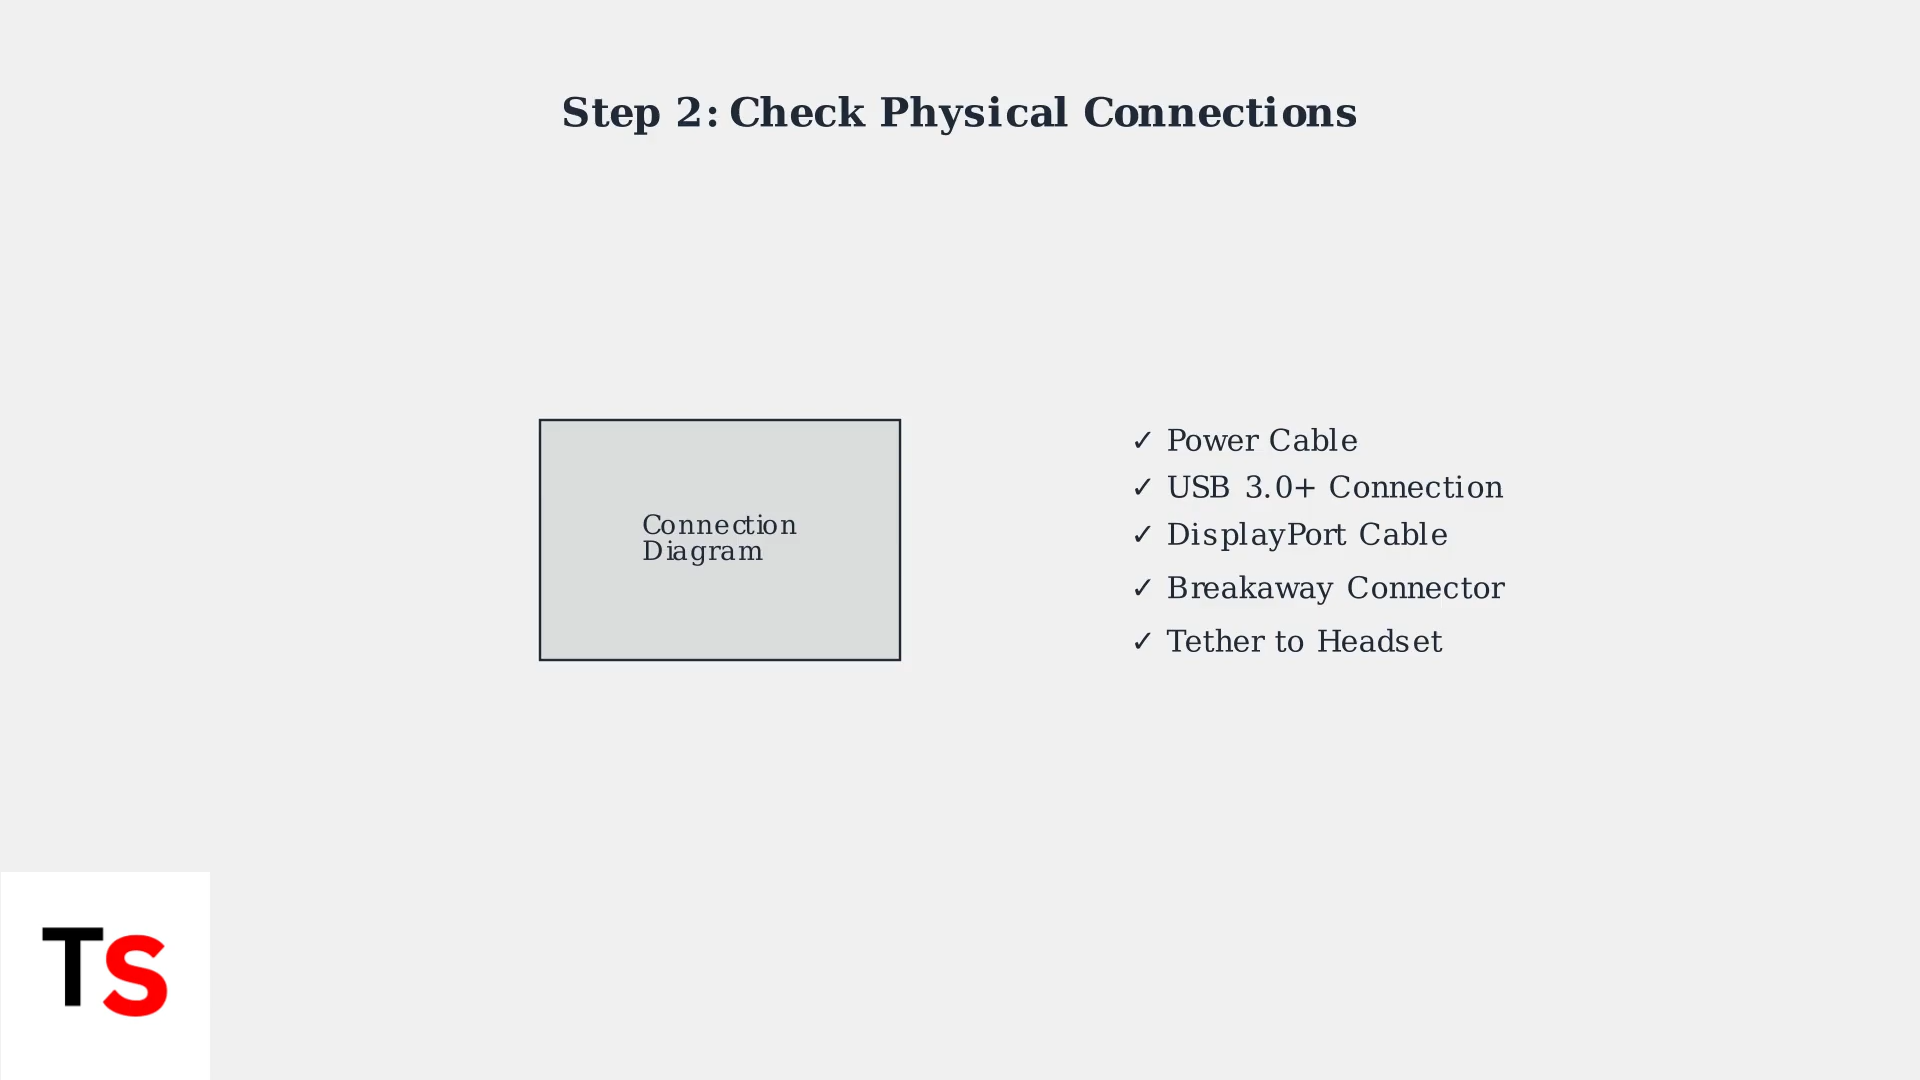 Step 2: Check Physical Connections
Connection
Diagram
✓ Power Cable
✓ USB 3.0+ Connection
✓ DisplayPort Cable
✓ Breakaway Connector
✓ Tether to Headset
TS